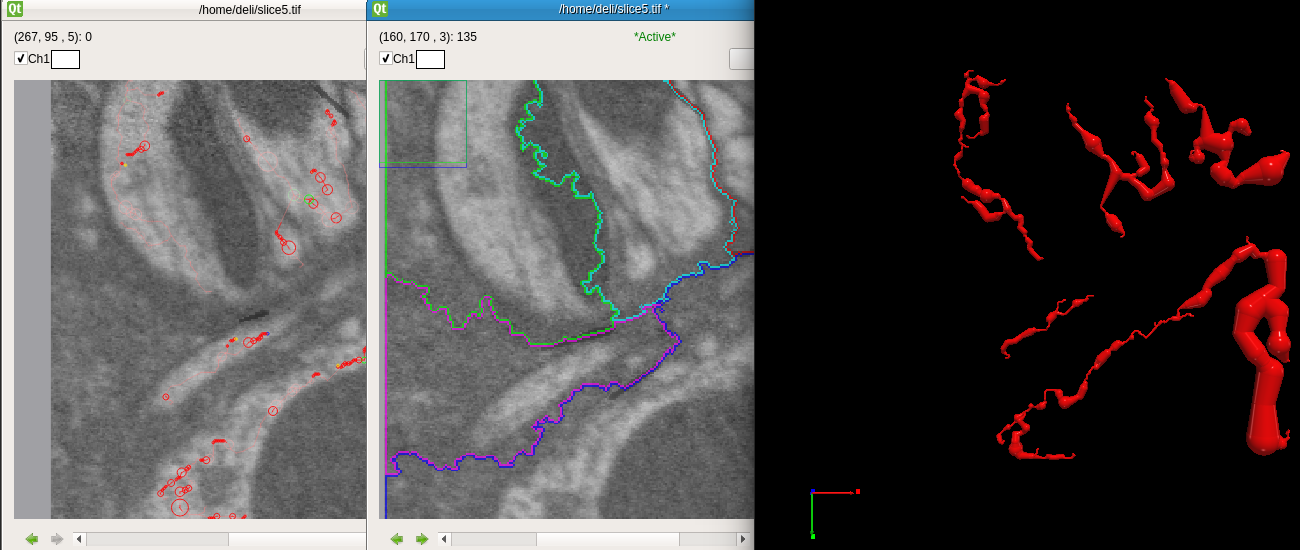 Qt /home/deli/slice5.tif
(267, 95 , 5): 0
Ch1
Qt /home/deli/slice5.tif *
(160, 170 , 3): 135 *Active*
Ch1